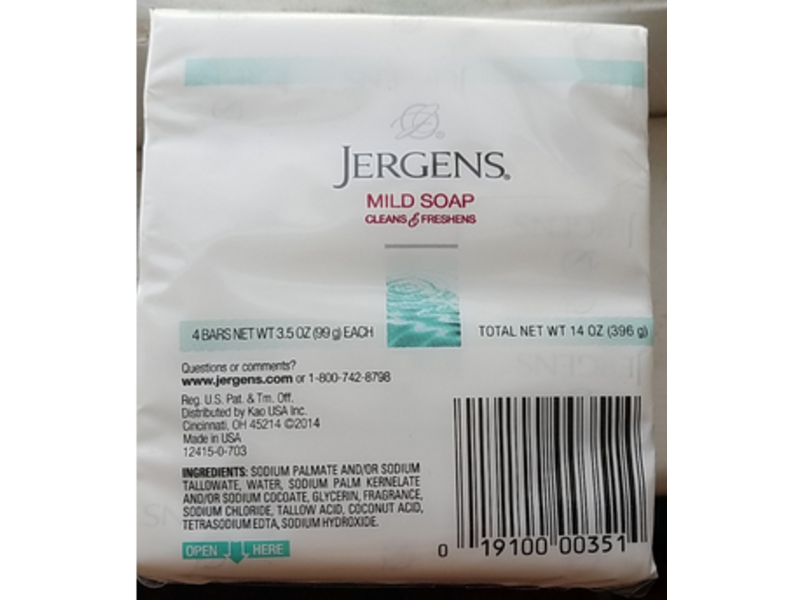 JERGENS®
MILD SOAP
CLEANS & FRESHENS
4 BARS NET WT 3.5 OZ (99 g) EACH
TOTAL NET WT 14 OZ (396 g)
Questions or comments?
www.jergens.com or 1-800-742-8798
Reg. U.S. Pat. & Tm. Off.
Distributed by Kao USA Inc.
Cincinnati, OH 45214 ©2014
Made in USA
12415-0-703
INGREDIENTS: SODIUM PALMATE AND/OR SODIUM
TALLOWATE, WATER, SODIUM PALM KERNELATE
AND/OR SODIUM COCOATE, GLYCERIN, FRAGRANCE,
SODIUM CHLORIDE, TALLOW ACID, COCONUT ACID,
TETRASODIUM EDTA, SODIUM HYDROXIDE.
OPEN HERE
0 19100 00351